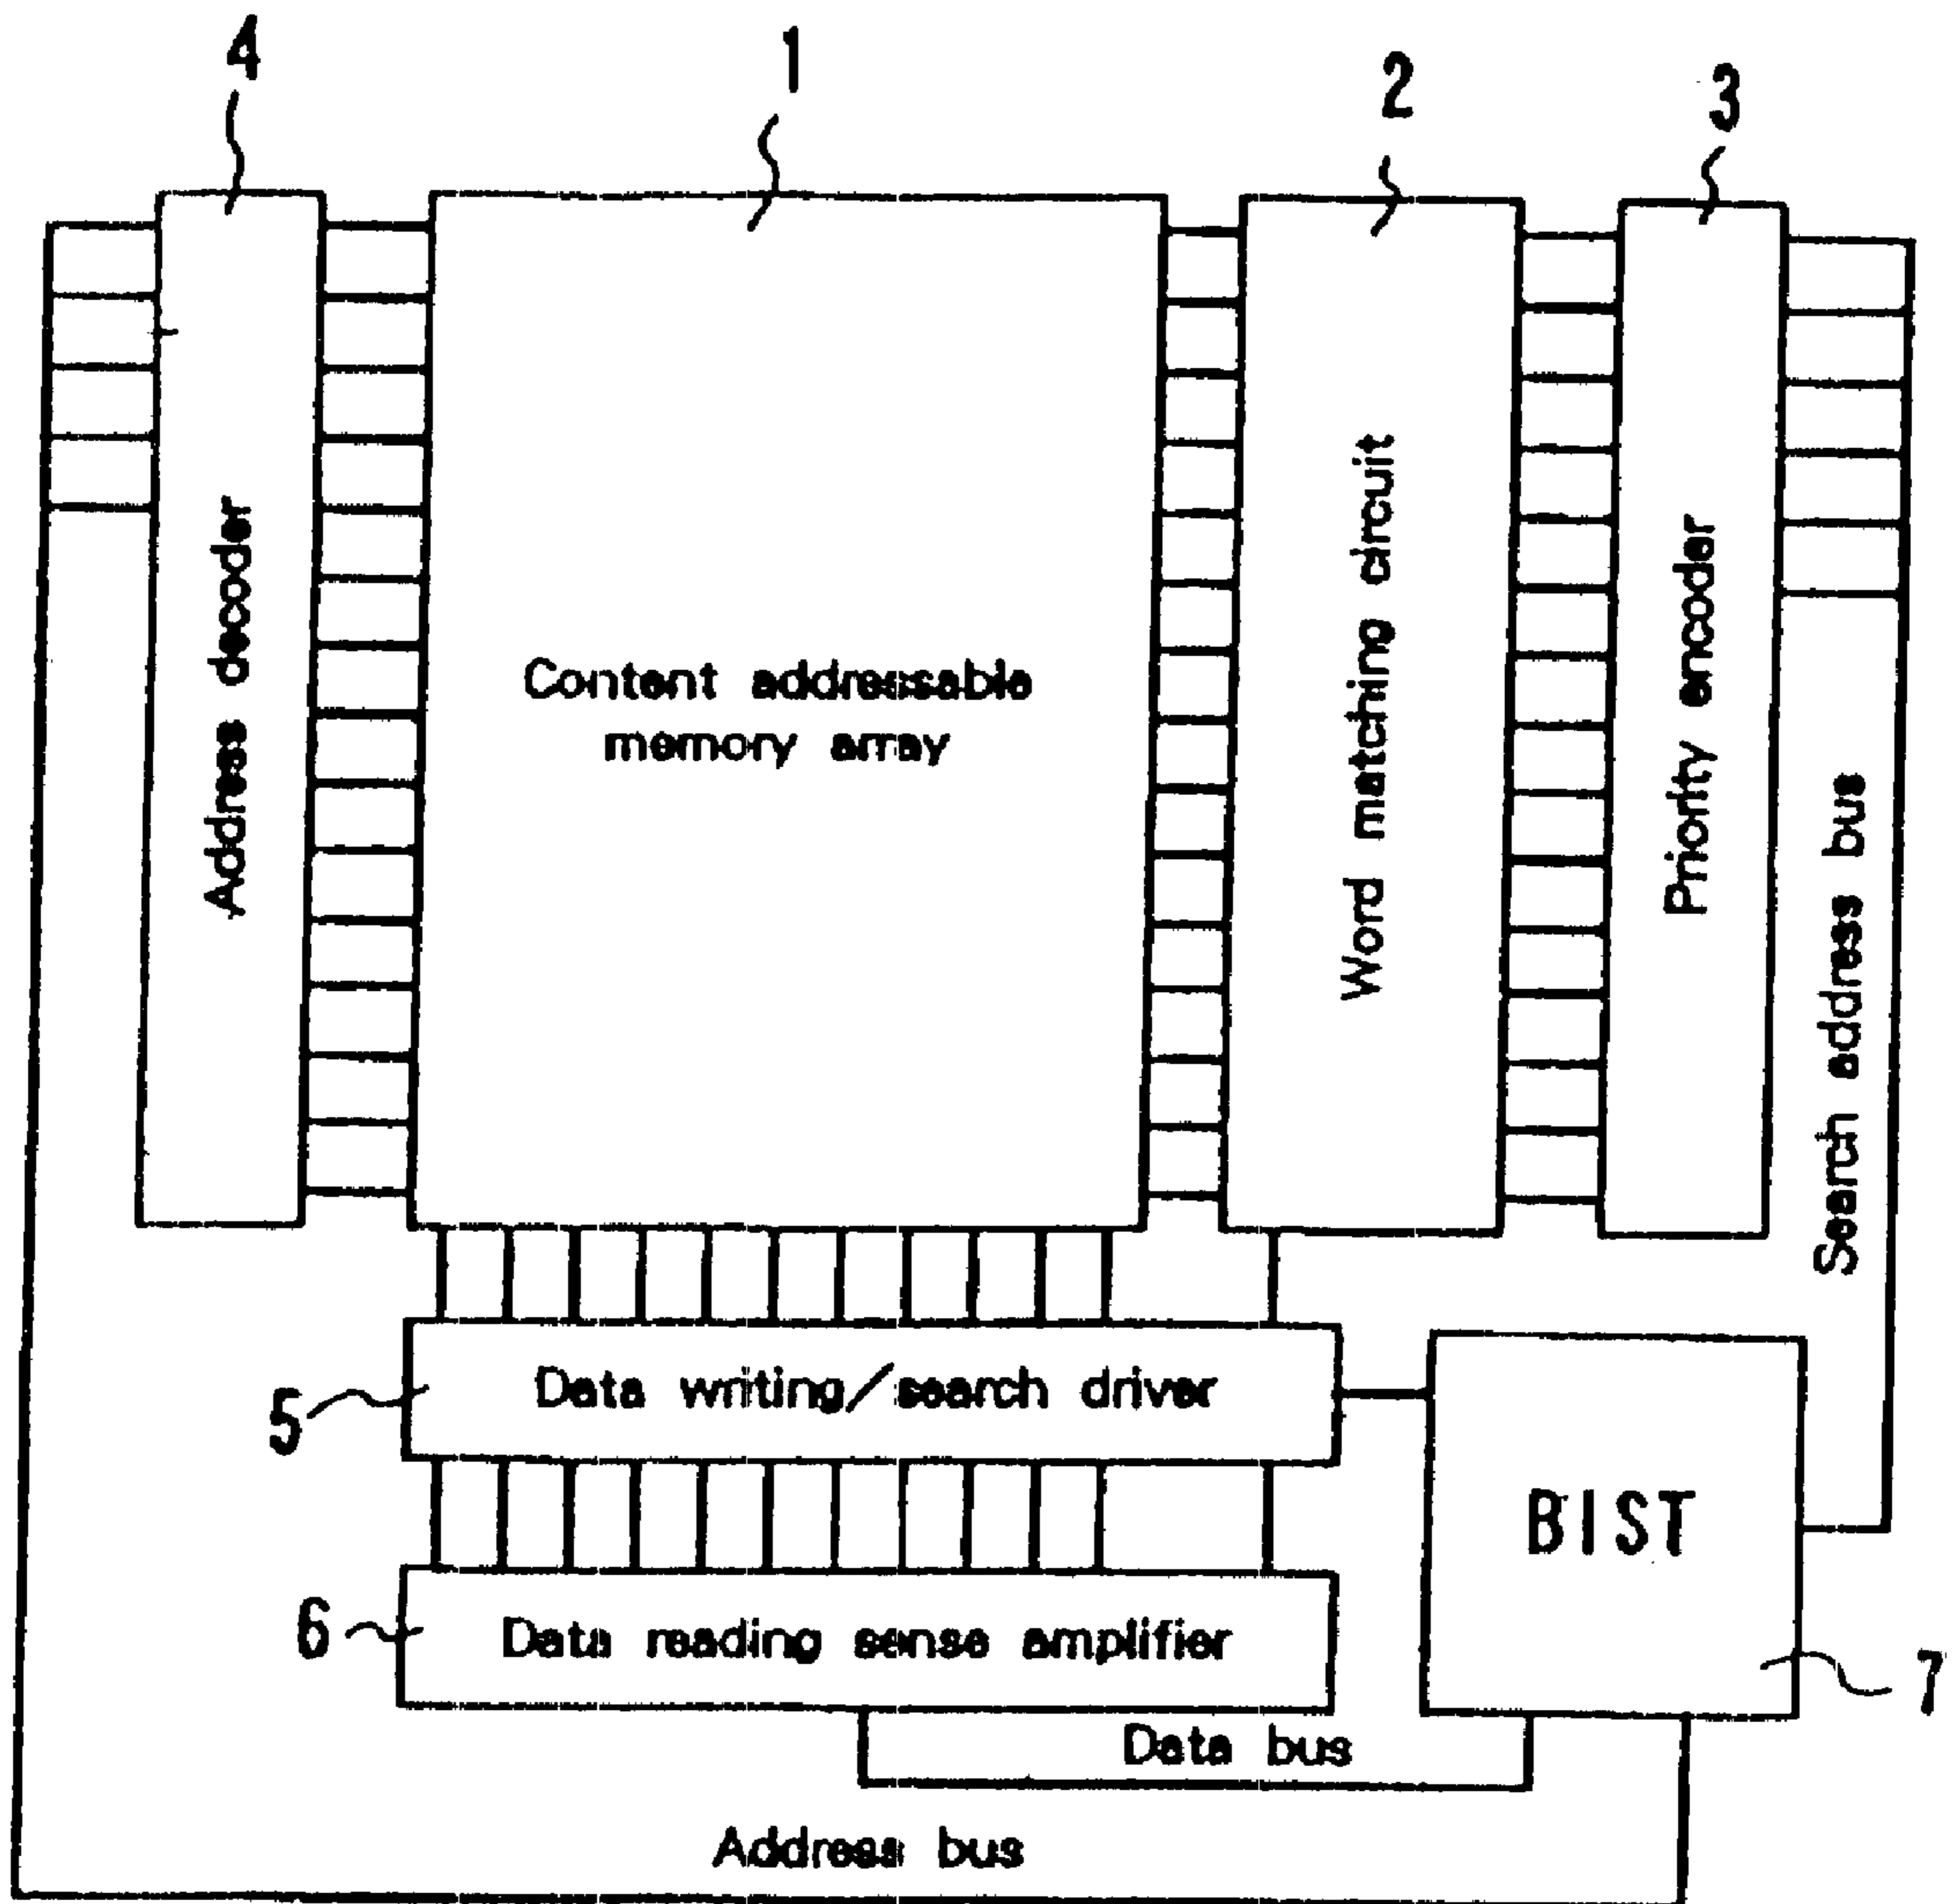 4
1
2
3
Address decoder
Content addressable
memory array
Word matching circuit
Priority encoder
Search address bus
5
Data writing/search driver
BIST
6
Data reading sense amplifier
7
Data bus
Address bus